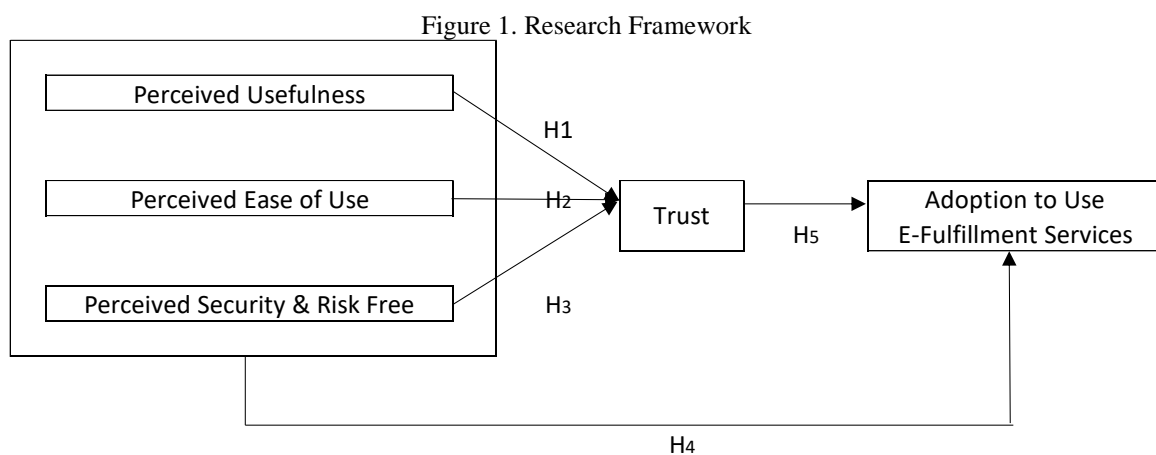 Figure 1. Research Framework
Perceived Usefulness
H1
Perceived Ease of Use
H2
Trust
Adoption to Use
E-Fulfillment Services
H5
Perceived Security & Risk Free
H3
H4